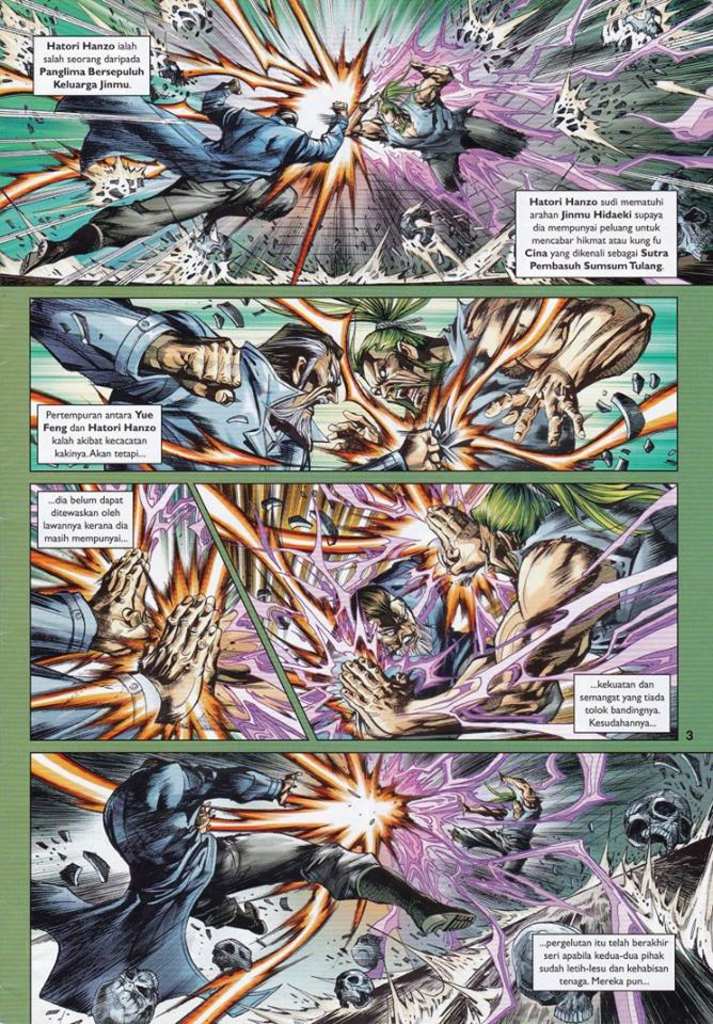 Hatori Hanzo ialah
salah seorang daripada
Panglima Bersepuluh
Keluarga Jinmu.
Hatori Hanzo sudi mematuhi
arahan Jinmu Hidaeki supaya
dia mempunyai peluang untuk
mencabar hikmat atau kung fu
Cina yang dikenali sebagai Sutra
Pembasuh Sumsum Tulang.
Pertempuran antara Yue
Feng dan Hatori Hanzo
kalah akibat kecacatan
kakinya. Akan tetapi...
...dia belum dapat
ditewaskan oleh
lawannya kerana dia
masih mempunyai...
...kekuatan dan
semangat yang tiada
tolok bandingnya.
Kesudahannya...
3
...pergelutan itu telah berakhir
seri apabila kedua-dua pihak
sudah letih-lesu dan kehabisan
tenaga. Mereka pun...